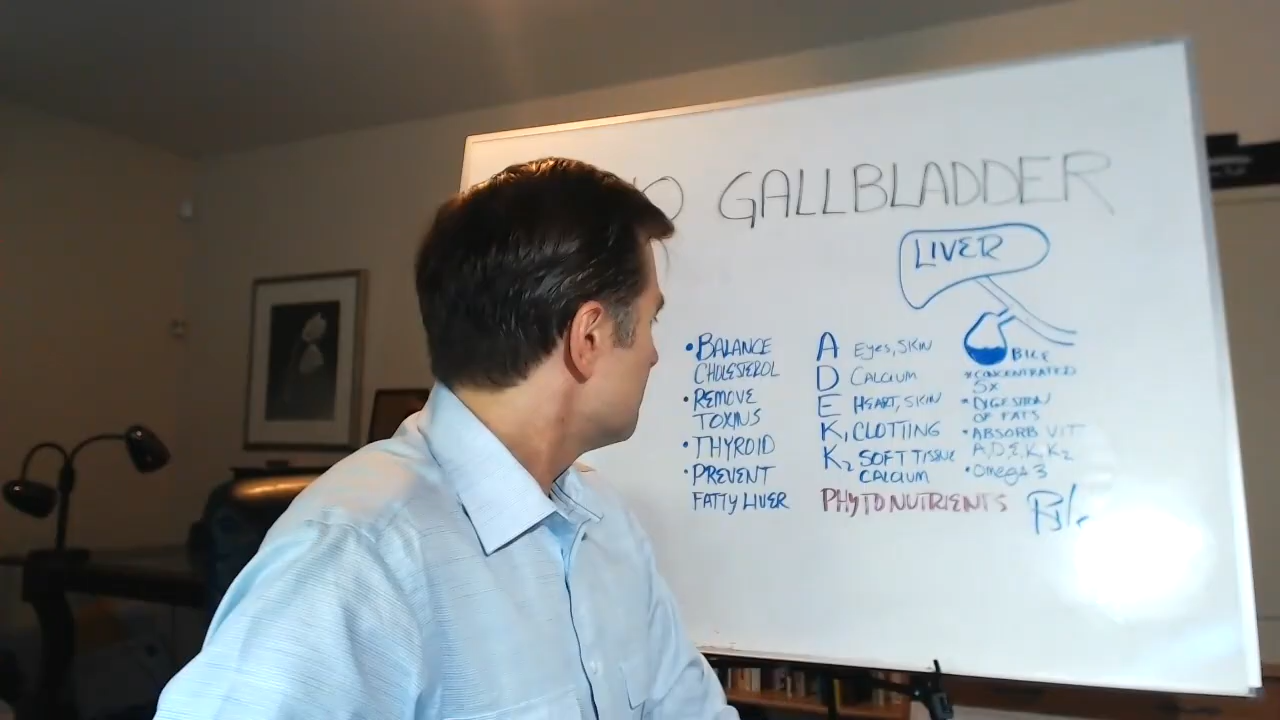 O GALLBLADDER
LIVER
• BALANCE
CHOLESTEROL
• REMOVE
TOXINS
• THYROID
• PREVENT
FATTY LIVER
A EYES, SKIN
D CALCIUM
E HEART, SKIN
K1 CLOTTING
K2 SOFT TISSUE
CALCIUM
PHYTONUTRIENTS
BILE
*CONCENTRATED
5X
*DIGESTION
OF FATS
*ABSORB VIT
A, D, E, K, K2
*OMEGA 3